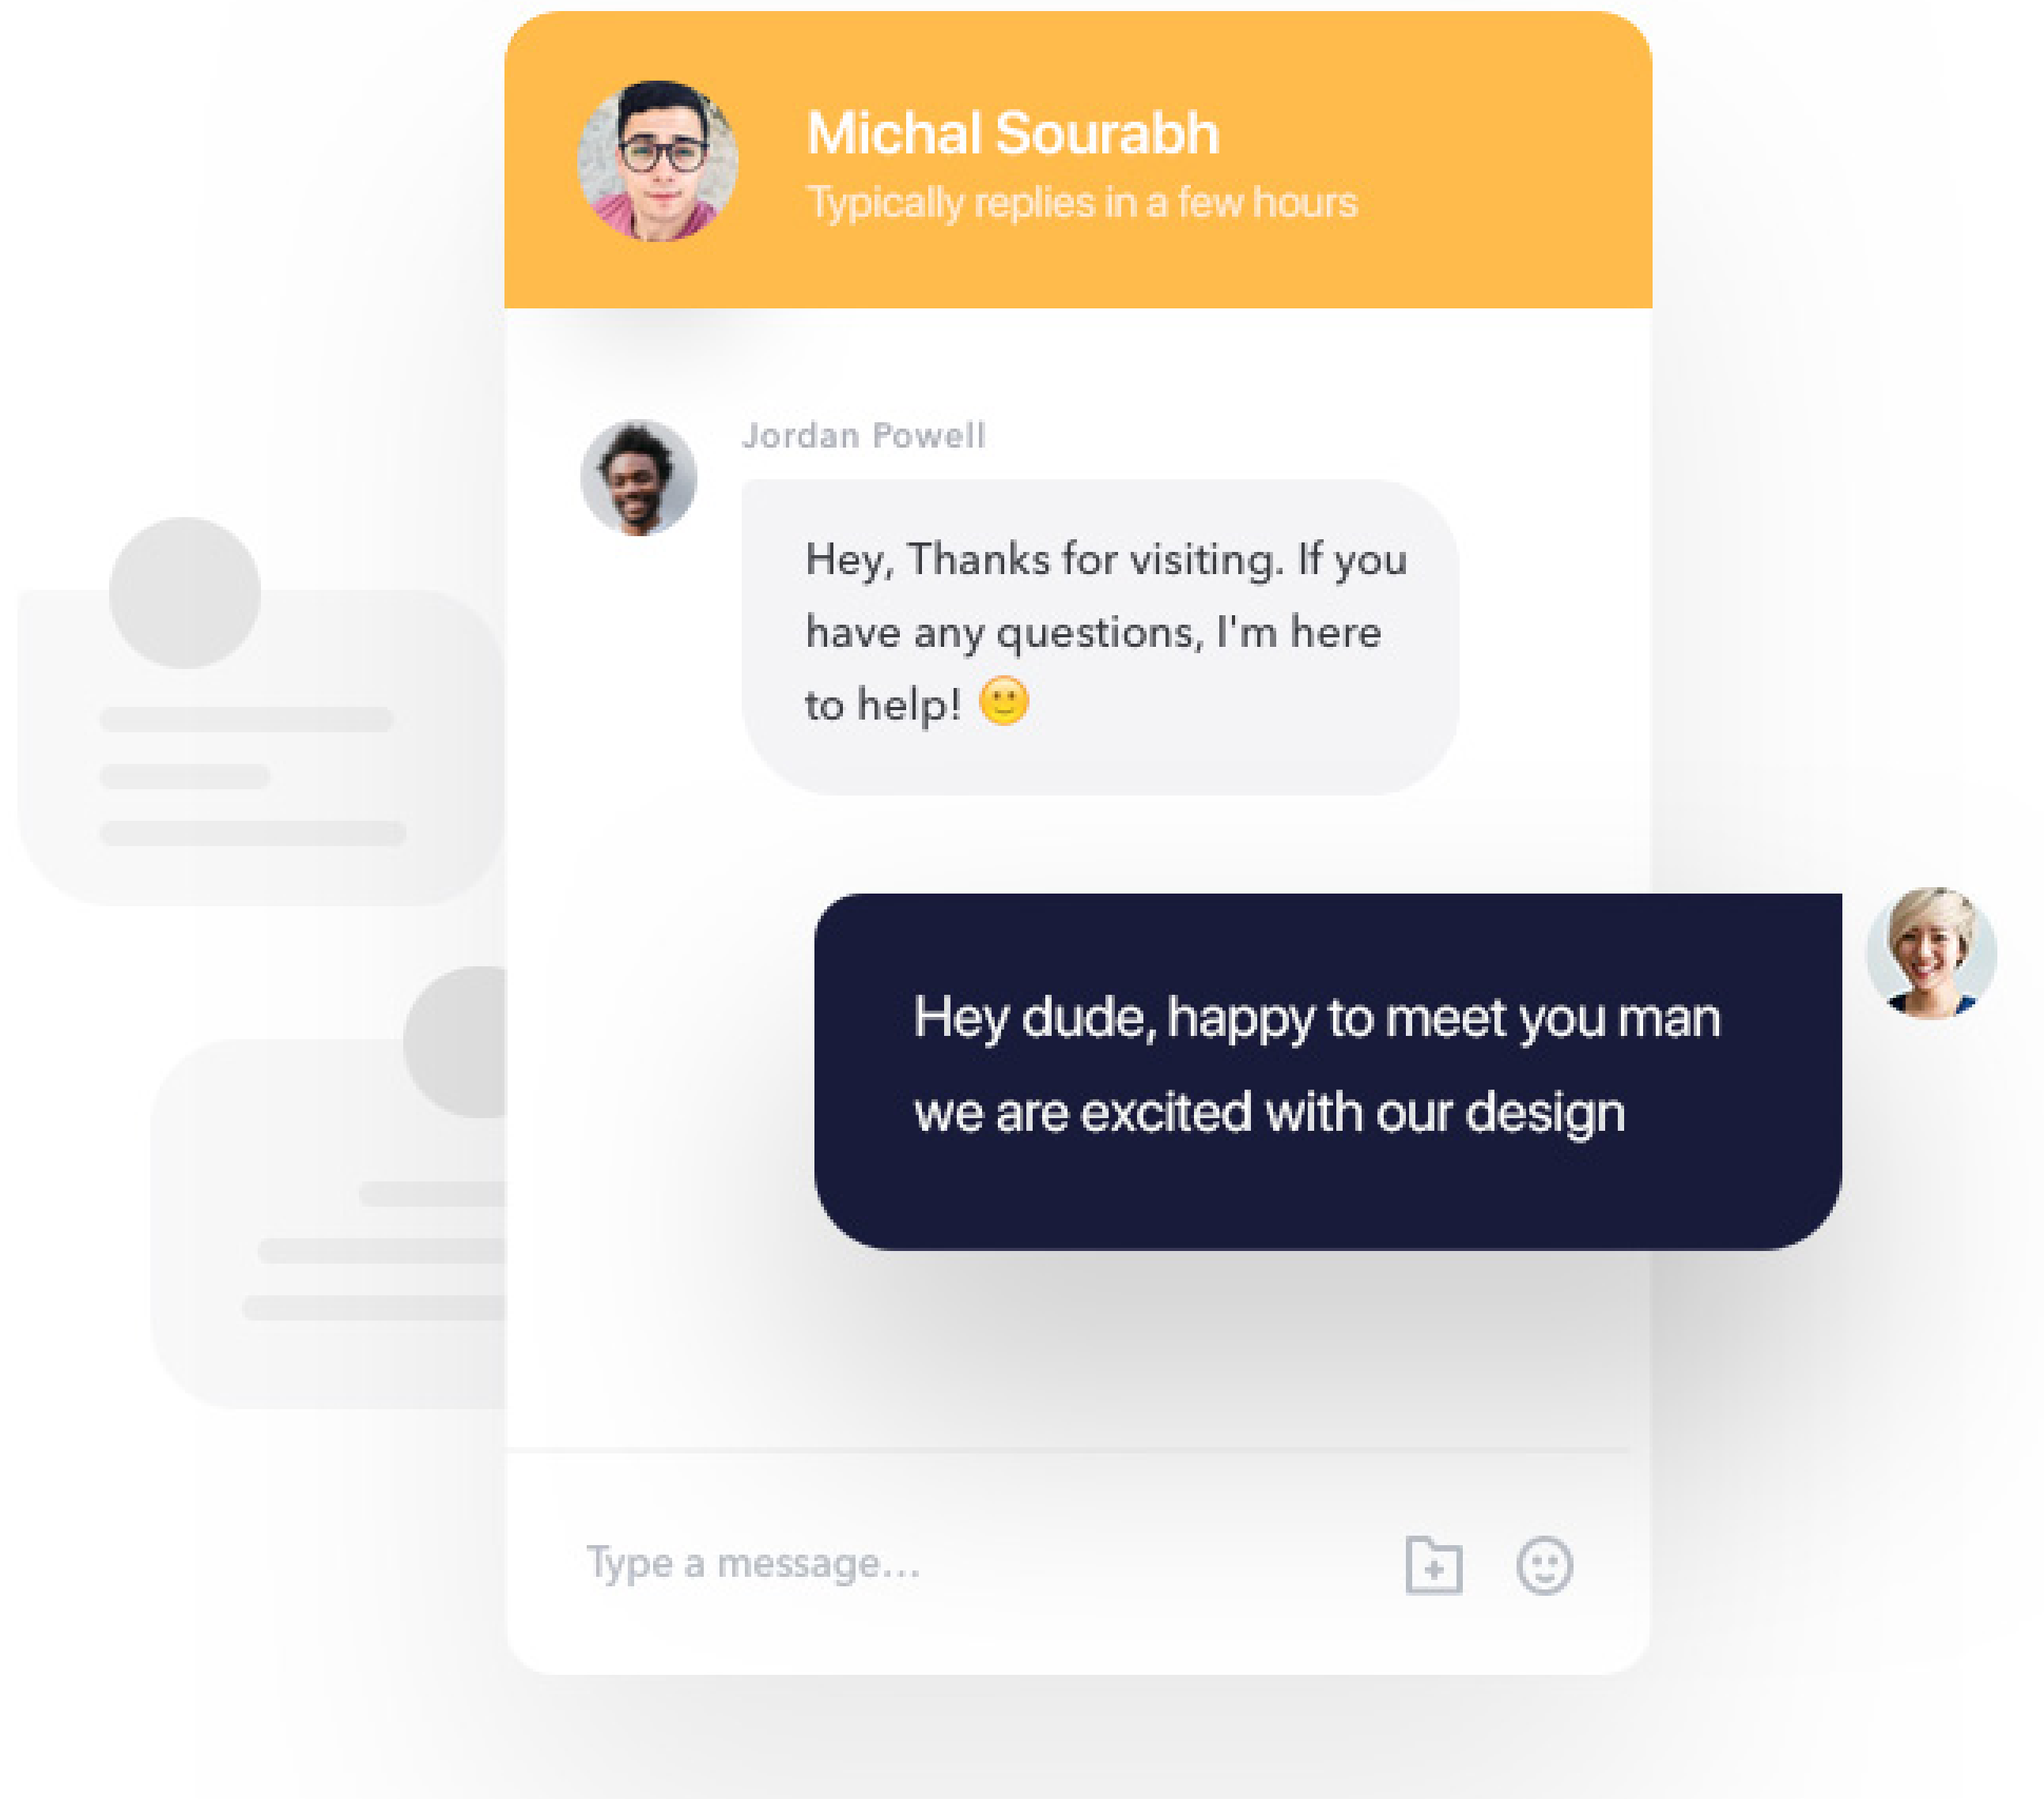 Michal Sourabh
Typically replies in a few hours
Jordan Powell
Hey, Thanks for visiting. If you
have any questions, I'm here
to help! 🙂
Hey dude, happy to meet you man
we are excited with our design
Type a message...